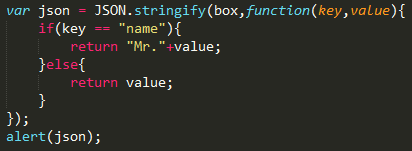 var json = JSON.stringify(box,function(key,value){
    if(key == "name"){
        return "Mr."+value;
    }else{
        return value;
    }
});
alert(json);